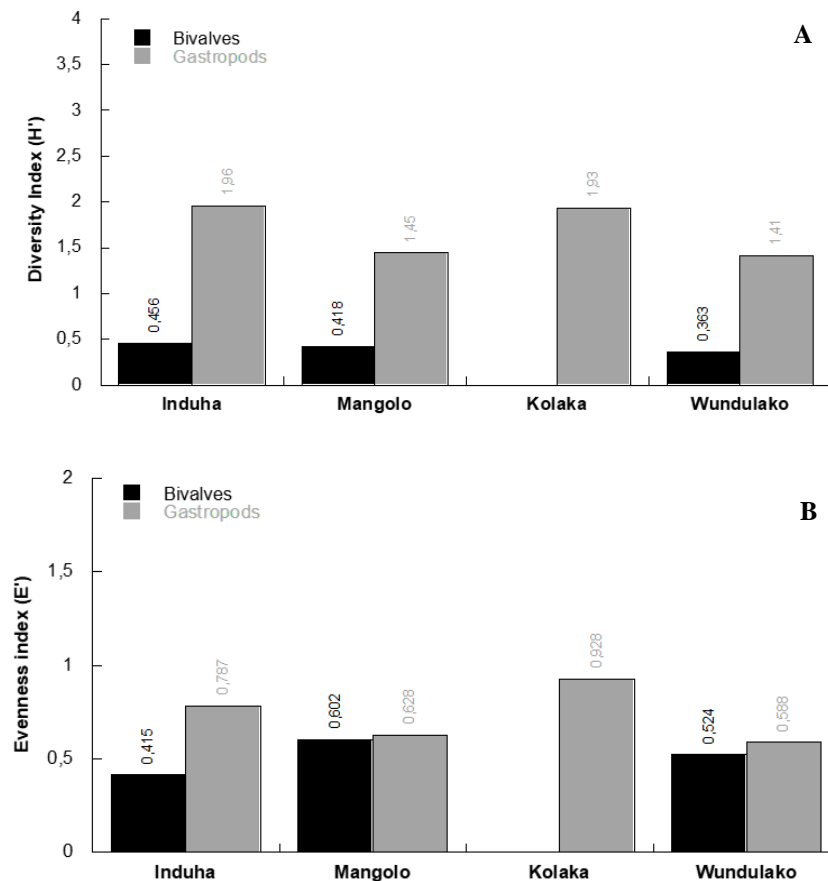 A
Bivalves
Gastropods
Diversity Index (H')
4
3,5
3
2,5
2
1,5
1
0,5
0
0,456
1,96
0,418
1,45
1,93
0,363
1,41
Induha Mangolo Kolaka Wundulako
B
Bivalves
Gastropods
Evenness index (E')
2
1,5
1
0,5
0
0,415
0,787
0,602
0,628
0,928
0,524
0,588
Induha Mangolo Kolaka Wundulako